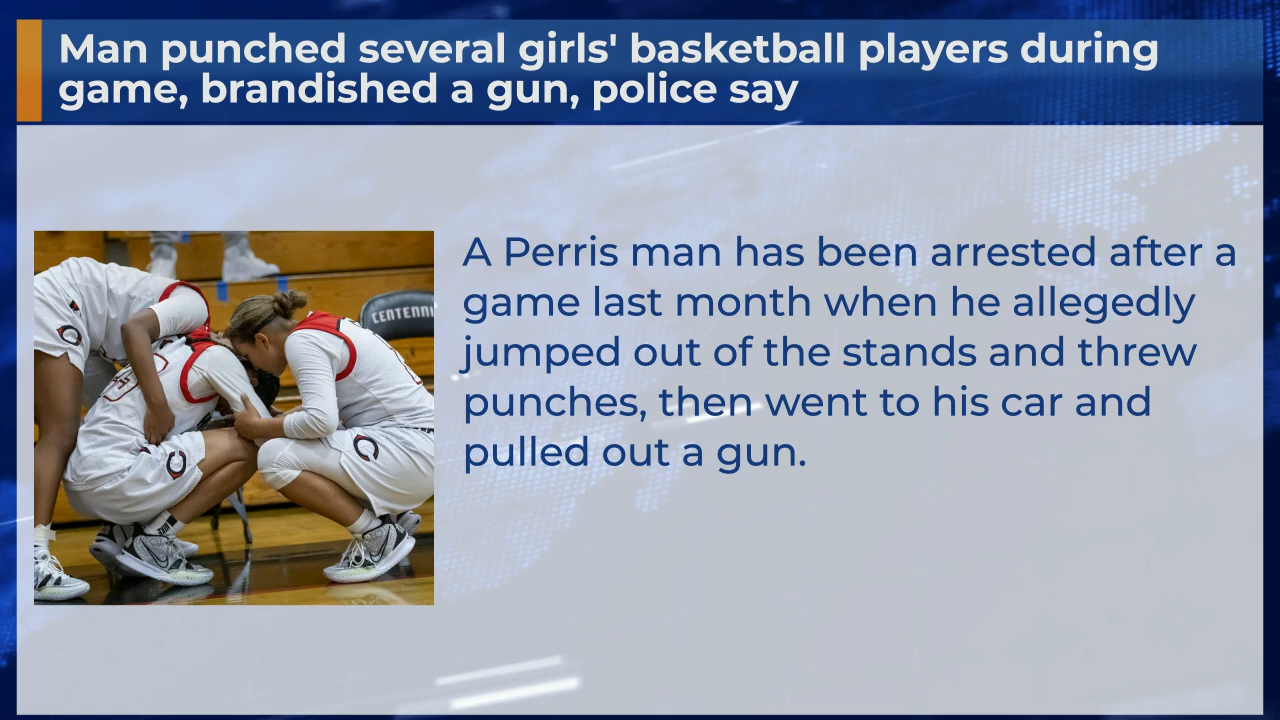 Man punched several girls' basketball players during
game, brandished a gun, police say
A Perris man has been arrested after a
game last month when he allegedly
jumped out of the stands and threw
punches, then went to his car and
pulled out a gun.